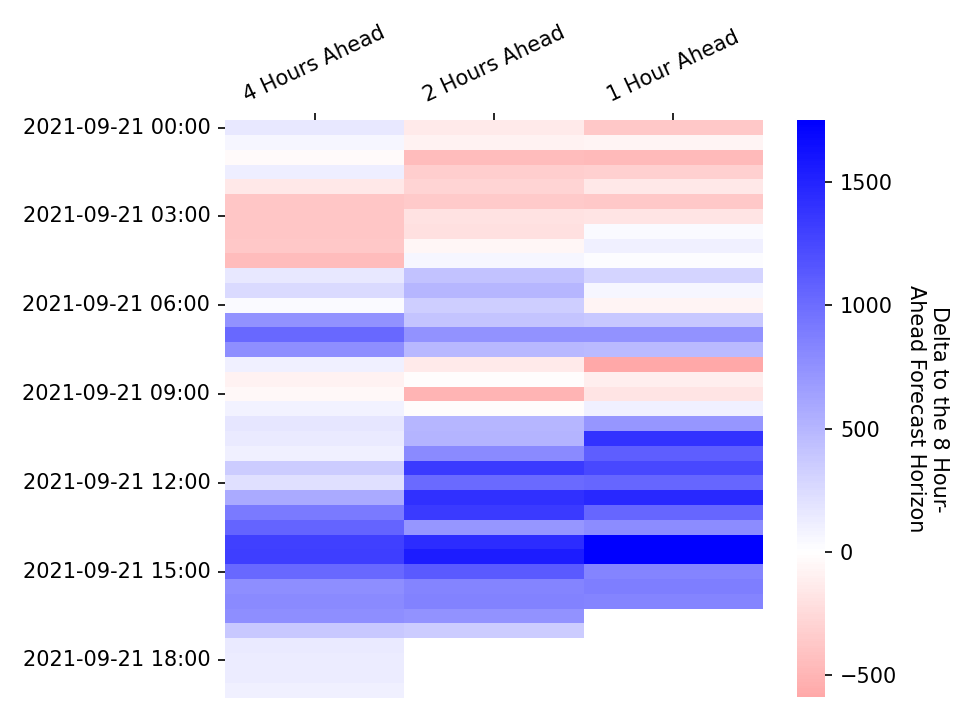 4 Hours Ahead
2 Hours Ahead
1 Hour Ahead
2021-09-21 00:00
2021-09-21 03:00
2021-09-21 06:00
2021-09-21 09:00
2021-09-21 12:00
2021-09-21 15:00
2021-09-21 18:00
1500
1000
500
0
−500
Delta to the 8 Hour-
Ahead Forecast Horizon